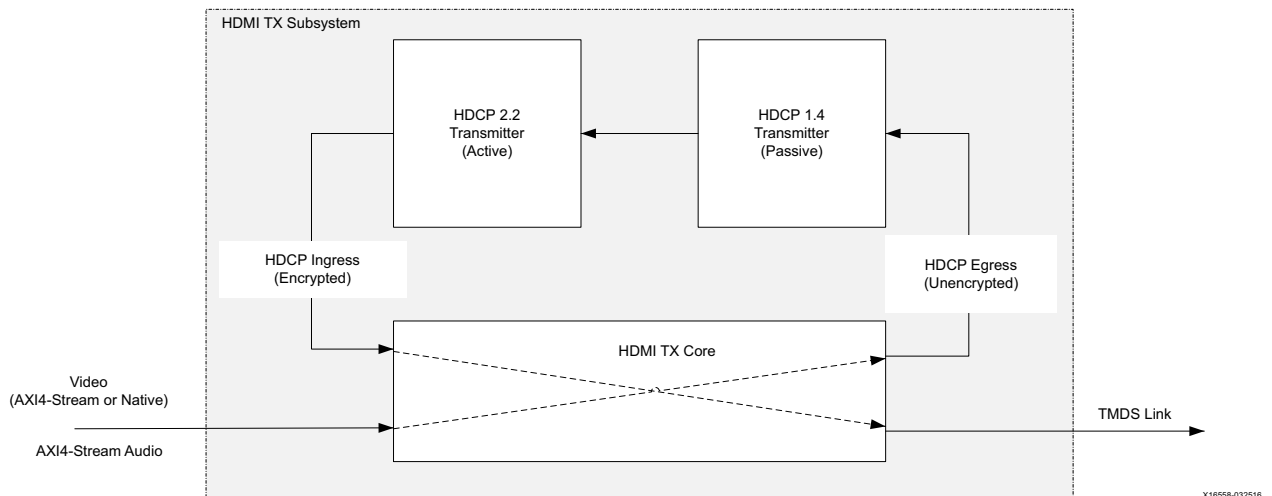 HDMI TX Subsystem
HDCP 2.2
Transmitter
(Active)
HDCP 1.4
Transmitter
(Passive)
HDCP Ingress
(Encrypted)
HDCP Egress
(Unencrypted)
HDMI TX Core
Video
(AXI4-Stream or Native)
AXI4-Stream Audio
TMDS Link
X16558-032516